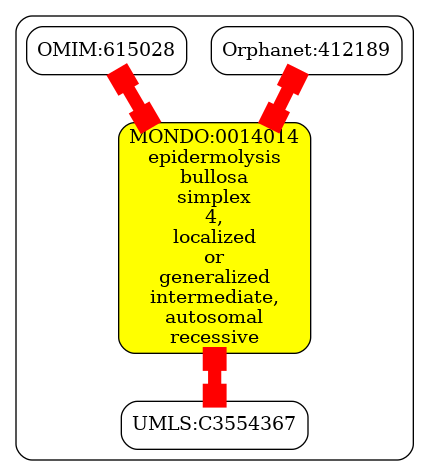 OMIM:615028
Orphanet:412189
MONDO:0014014
epidermolysis
bullosa
simplex
4,
localized
or
generalized
intermediate,
autosomal
recessive
UMLS:C3554367